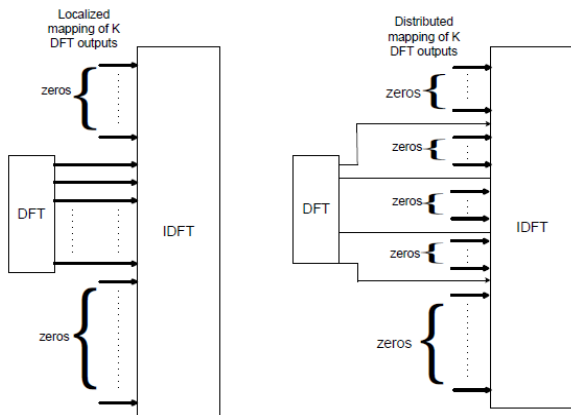 Localized
mapping of K
DFT outputs
zeros
DFT
IDFT
zeros
Distributed
mapping of K
DFT outputs
zeros
zeros
DFT
zeros
IDFT
zeros
zeros